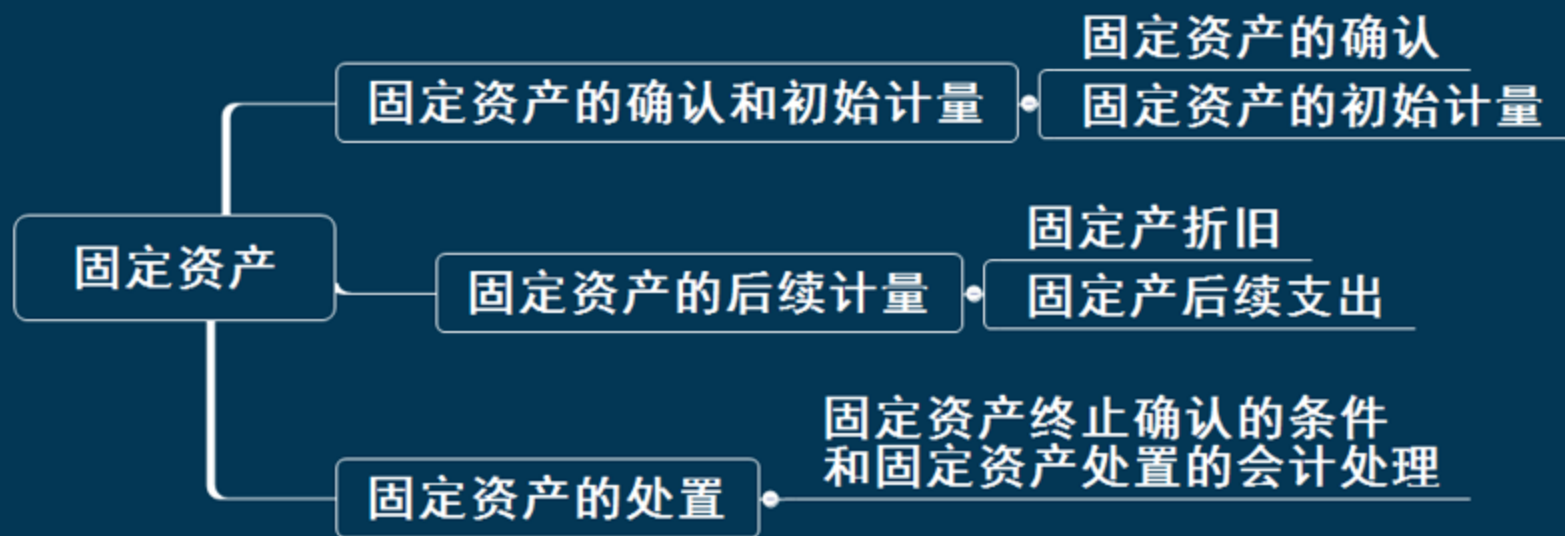 固定资产
固定资产的确认和初始计量
固定资产的确认
固定资产的初始计量
固定资产的后续计量
固定产折旧
固定产后续支出
固定资产的处置
固定资产终止确认的条件
和固定资产处置的会计处理